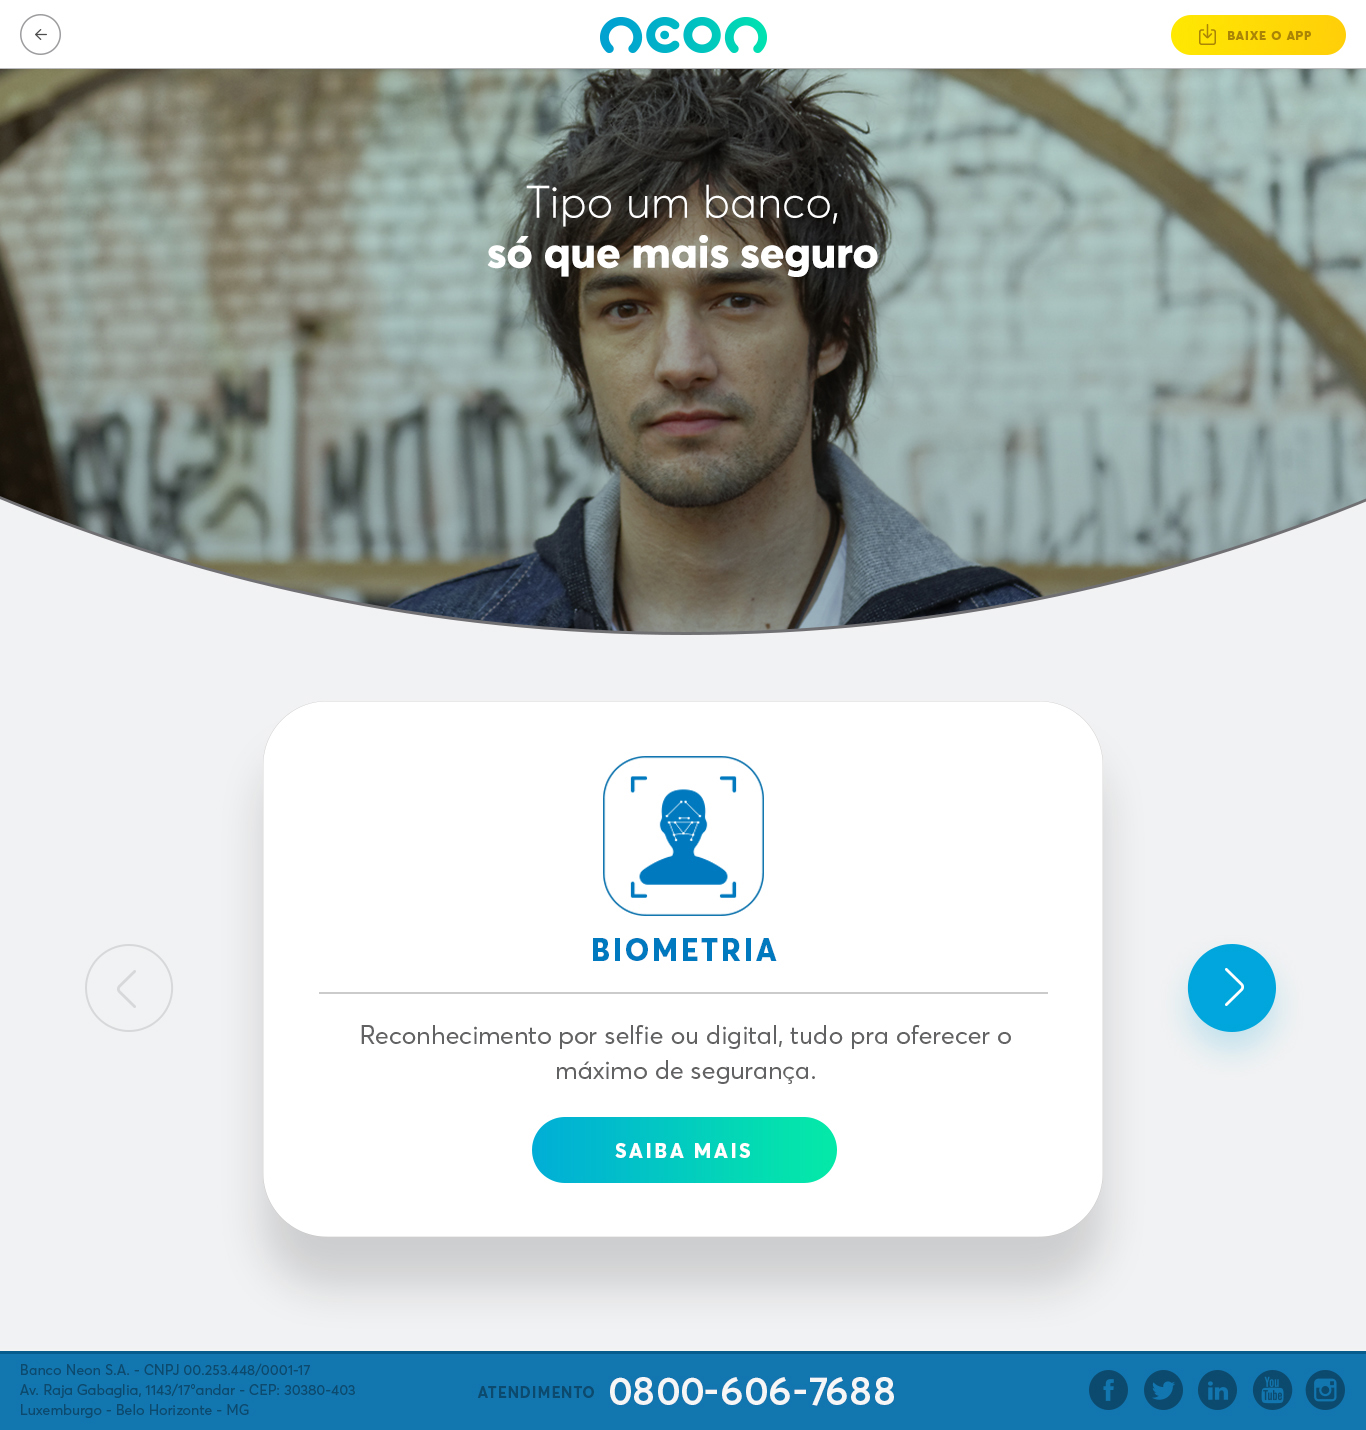 neon
BAIXE O APP
Tipo um banco,
só que mais seguro
BIOMETRIA
Reconhecimento por selfie ou digital, tudo pra oferecer o
máximo de segurança.
SAIBA MAIS
Banco Neon S.A. - CNPJ 00.253.448/0001-17
Av. Raja Gabaglia, 1143/17°andar - CEP: 30380-403
Luxemburgo - Belo Horizonte - MG
ATENDIMENTO 0800-606-7688
You
Tube